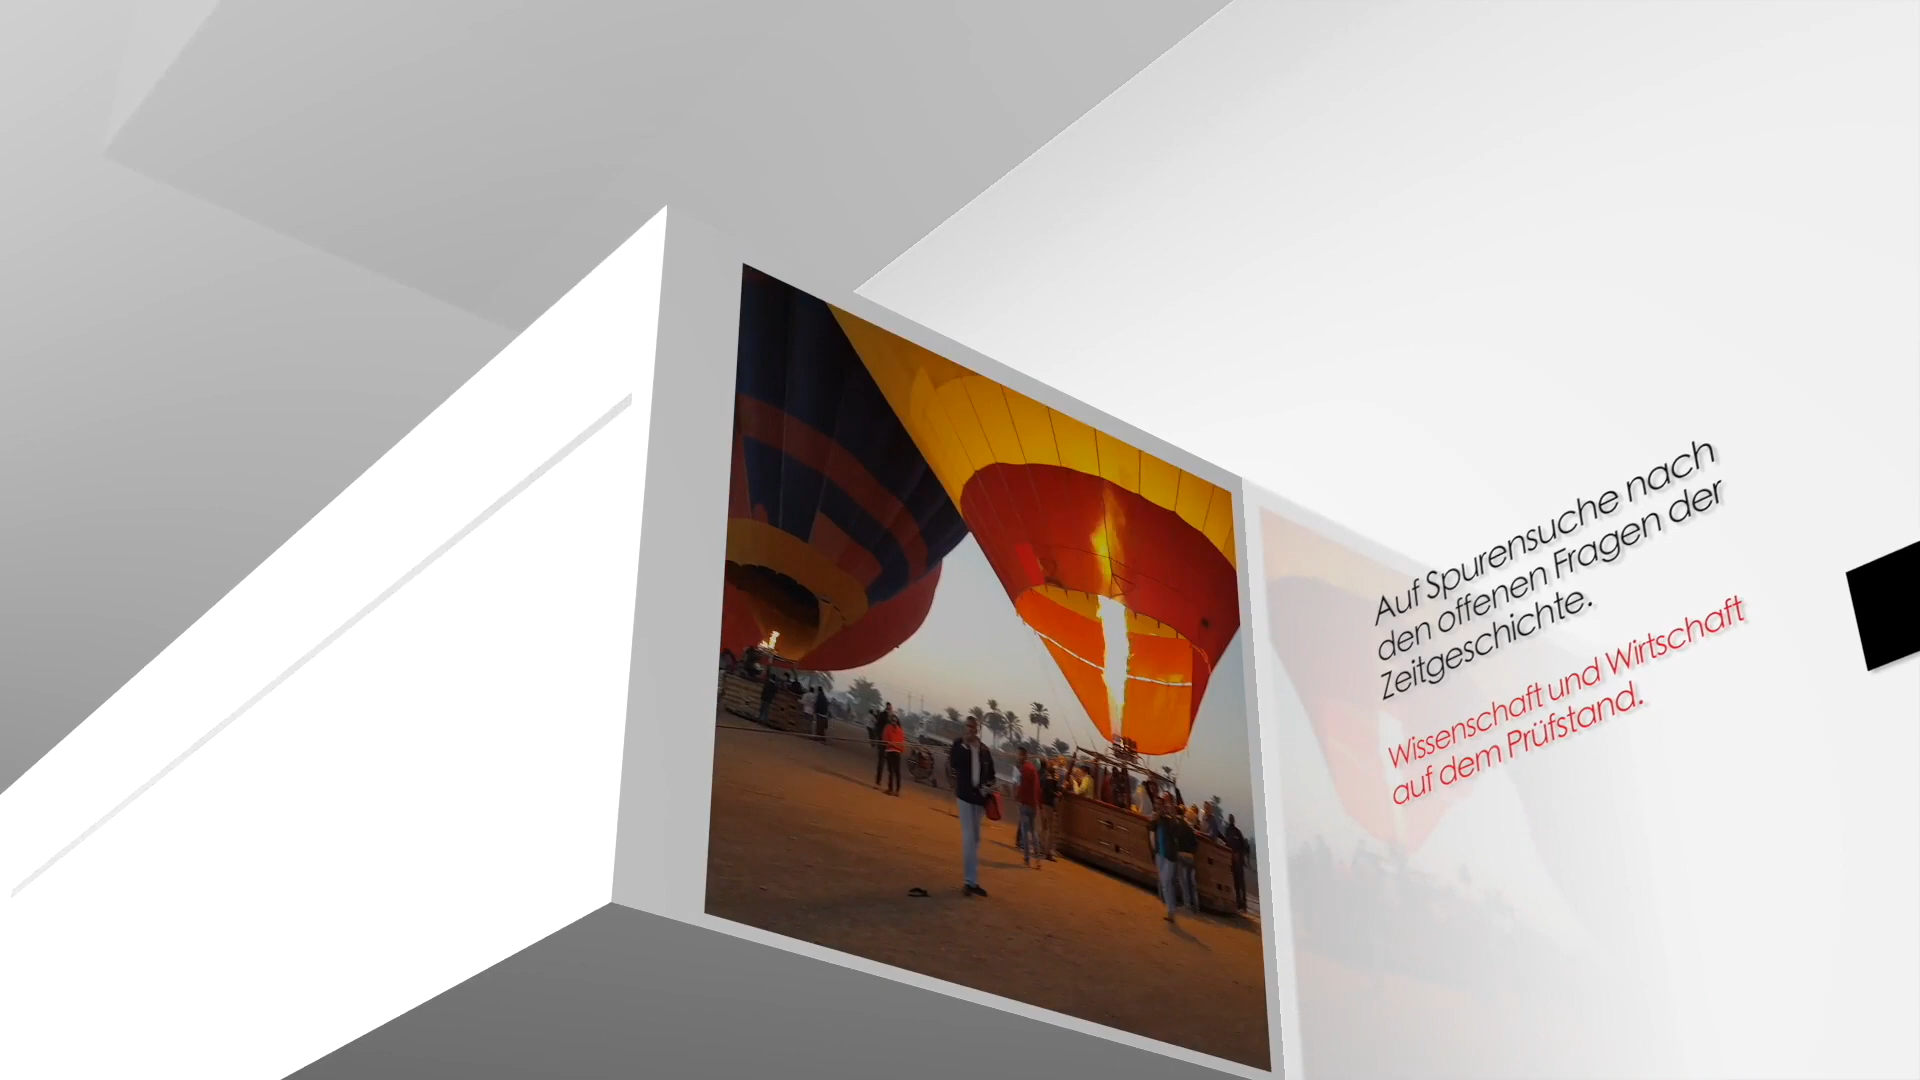 Auf Spurensuche nach
den offenen Fragen der
Zeitgeschichte.
Wissenschaft und Wirtschaft
auf dem Prüfstand.